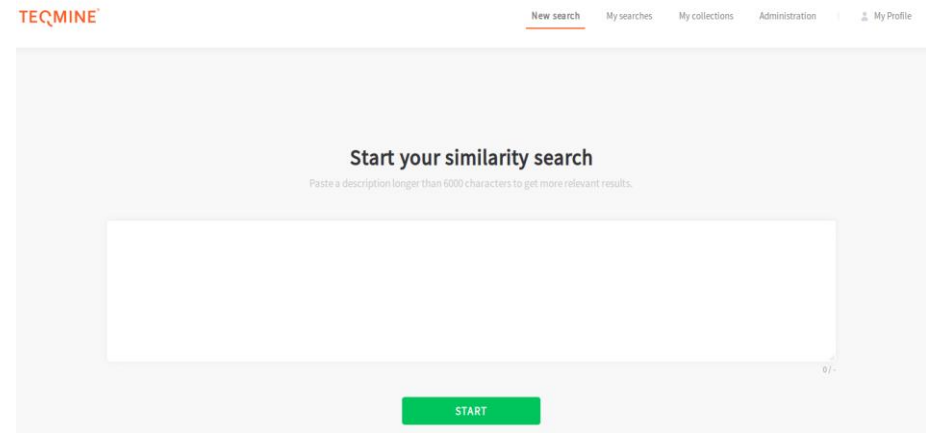 TEQMINE
New search My searches My collections Administration My Profile
Start your similarity search
Paste a description longer than 6000 characters to get more relevant results.
0 / -
START